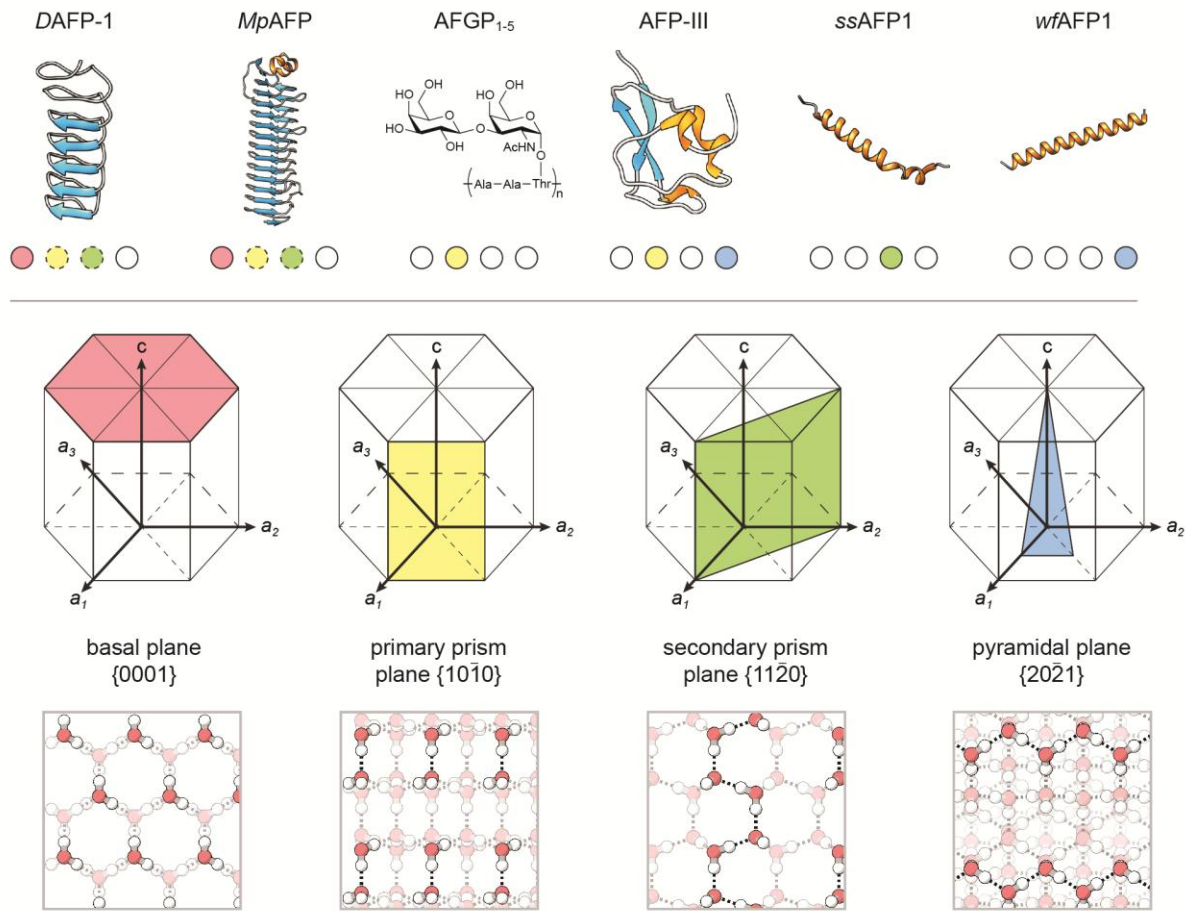 DAFP-1 MpAFP AFGP1-5 AFP-III ssAFP1 wfAFP1
OH OH
HO HO
O O
HO O
OH AcHN
O
Ala-Ala-Thr n
c c c c
a3 a3 a3 a3
a2 a2 a2 a2
a1 a1 a1 a1
basal plane primary prism secondary prism pyramidal plane
{0001} plane {101̄0} plane {112̄0} {202̄1}